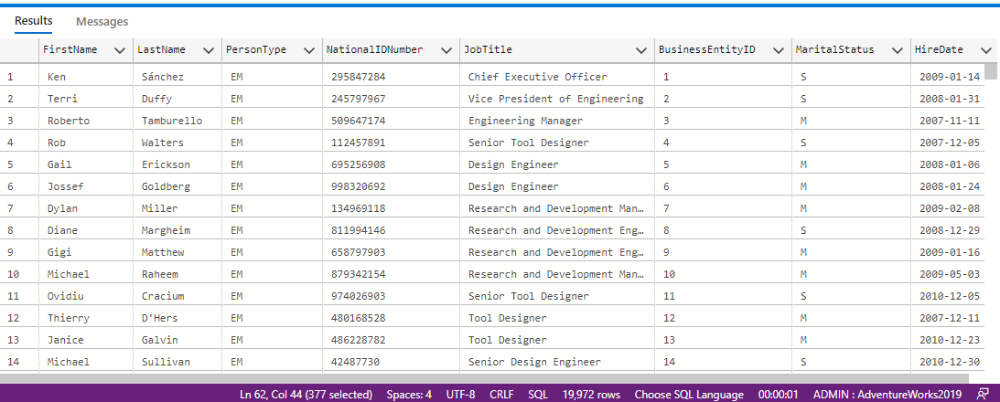 Results Messages
FirstName LastName PersonType NationalIDNumber JobTitle BusinessEntityID MaritalStatus HireDate
1 Ken Sánchez EM 295847284 Chief Executive Officer 1 S 2009-01-14
2 Terri Duffy EM 245797967 Vice President of Engineering 2 S 2008-01-31
3 Roberto Tamburello EM 509647174 Engineering Manager 3 M 2007-11-11
4 Rob Walters EM 112457891 Senior Tool Designer 4 S 2007-12-05
5 Gail Erickson EM 695256908 Design Engineer 5 M 2008-01-06
6 Jossef Goldberg EM 998320692 Design Engineer 6 M 2008-01-24
7 Dylan Miller EM 134969118 Research and Development Man… 7 M 2009-02-08
8 Diane Margheim EM 811994146 Research and Development Eng… 8 S 2008-12-29
9 Gigi Matthew EM 658797903 Research and Development Eng… 9 M 2009-01-16
10 Michael Raheem EM 879342154 Research and Development Man… 10 M 2009-05-03
11 Ovidiu Cracium EM 974026903 Senior Tool Designer 11 S 2010-12-05
12 Thierry D'Hers EM 480168528 Tool Designer 12 M 2007-12-11
13 Janice Galvin EM 486228782 Tool Designer 13 M 2010-12-23
14 Michael Sullivan EM 42487730 Senior Design Engineer 14 S 2010-12-30
Ln 62, Col 44 (377 selected) Spaces: 4 UTF-8 CRLF SQL 19,972 rows Choose SQL Language 00:00:01 ADMIN : AdventureWorks2019